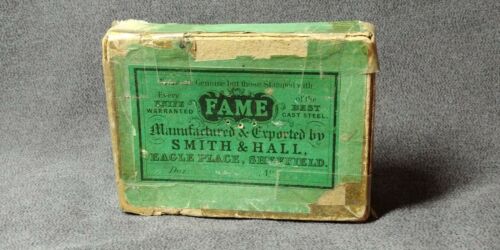 Genuine but those Stamped with
Every KNIFE WARRANTED
FAME
of the BEST CAST STEEL.
Manufactured & Exported by
SMITH & HALL,
EAGLE PLACE, SHEFFIELD.
Doz